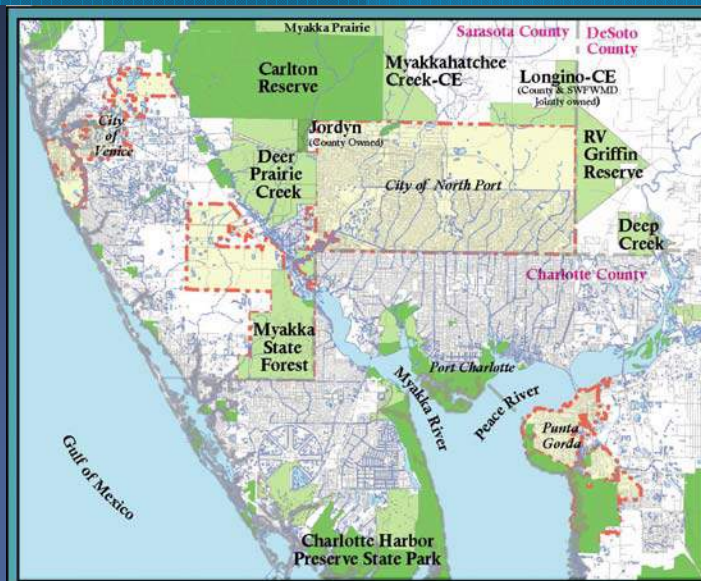 Myakka Prairie
Sarasota County
DeSoto
County
Carlton
Reserve
Myakkahatchee
Creek-CE
Longino-CE
(County & SWFWMD
Jointly owned)
City
of
Venice
Jordyn
(County Owned)
Deer
Prairie
Creek
City of North Port
RV
Griffin
Reserve
Deep
Creek
Charlotte County
Myakka
State
Forest
Port Charlotte
Myakka River
Peace River
Punta
Gorda
Gulf of Mexico
Charlotte Harbor
Preserve State Park